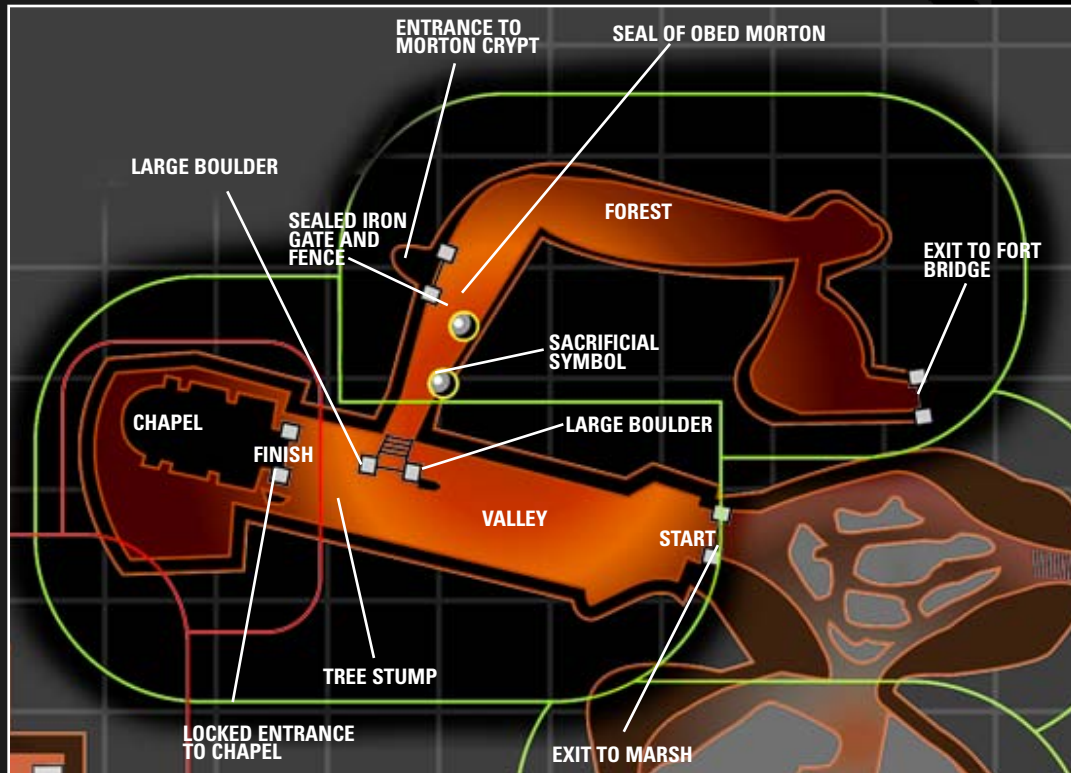 ENTRANCE TO
MORTON CRYPT
SEAL OF OBED MORTON
LARGE BOULDER
SEALED IRON
GATE AND
FENCE
FOREST
EXIT TO FORT
BRIDGE
SACRIFICIAL
SYMBOL
CHAPEL
FINISH
LARGE BOULDER
VALLEY
START
TREE STUMP
LOCKED ENTRANCE
TO CHAPEL
EXIT TO MARSH